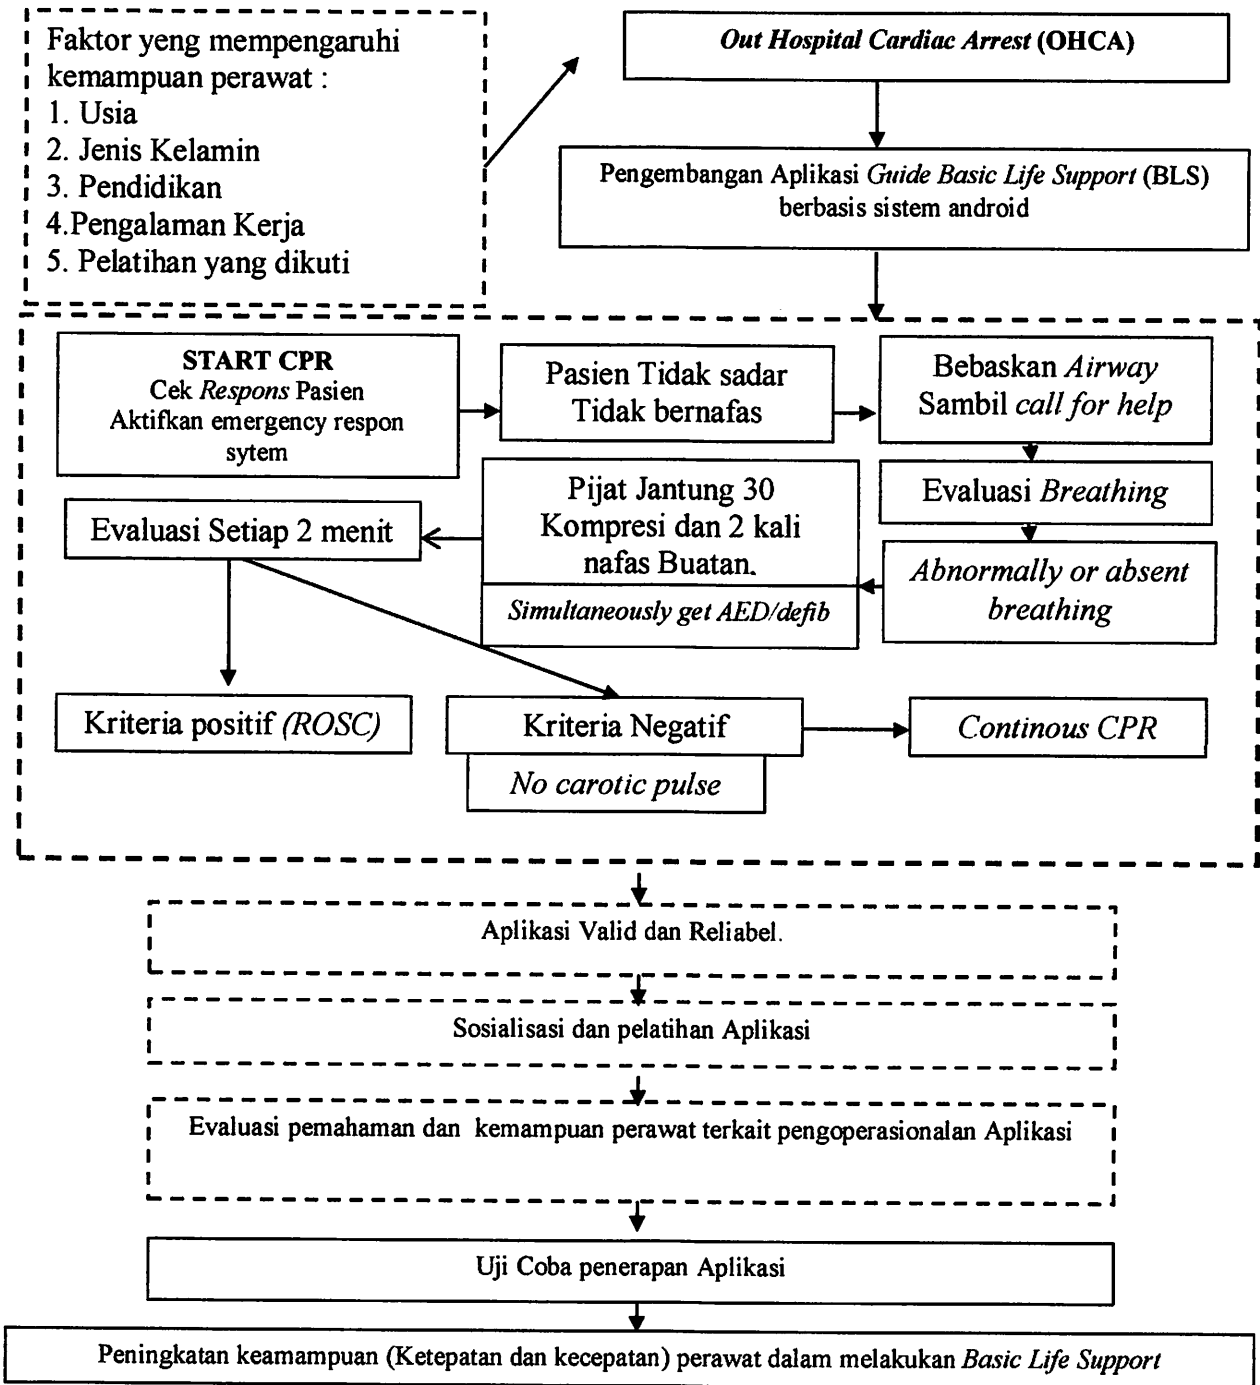 Faktor yeng mempengaruhi
kemampuan perawat :
1. Usia
2. Jenis Kelamin
3. Pendidikan
4.Pengalaman Kerja
5. Pelatihan yang dikuti
Out Hospital Cardiac Arrest (OHCA)
Pengembangan Aplikasi Guide Basic Life Support (BLS)
berbasis sistem android
START CPR
Cek Respons Pasien
Aktifkan emergency respon
sytem
Pasien Tidak sadar
Tidak bernafas
Bebaskan Airway
Sambil call for help
Evaluasi Breathing
Abnormally or absent
breathing
Pijat Jantung 30
Kompresi dan 2 kali
nafas Buatan.
Simultaneously get AED/defib
Evaluasi Setiap 2 menit
Kriteria positif (ROSC)
Kriteria Negatif
No carotic pulse
Continous CPR
Aplikasi Valid dan Reliabel.
Sosialisasi dan pelatihan Aplikasi
Evaluasi pemahaman dan kemampuan perawat terkait pengoperasionalan Aplikasi
Uji Coba penerapan Aplikasi
Peningkatan keamampuan (Ketepatan dan kecepatan) perawat dalam melakukan Basic Life Support